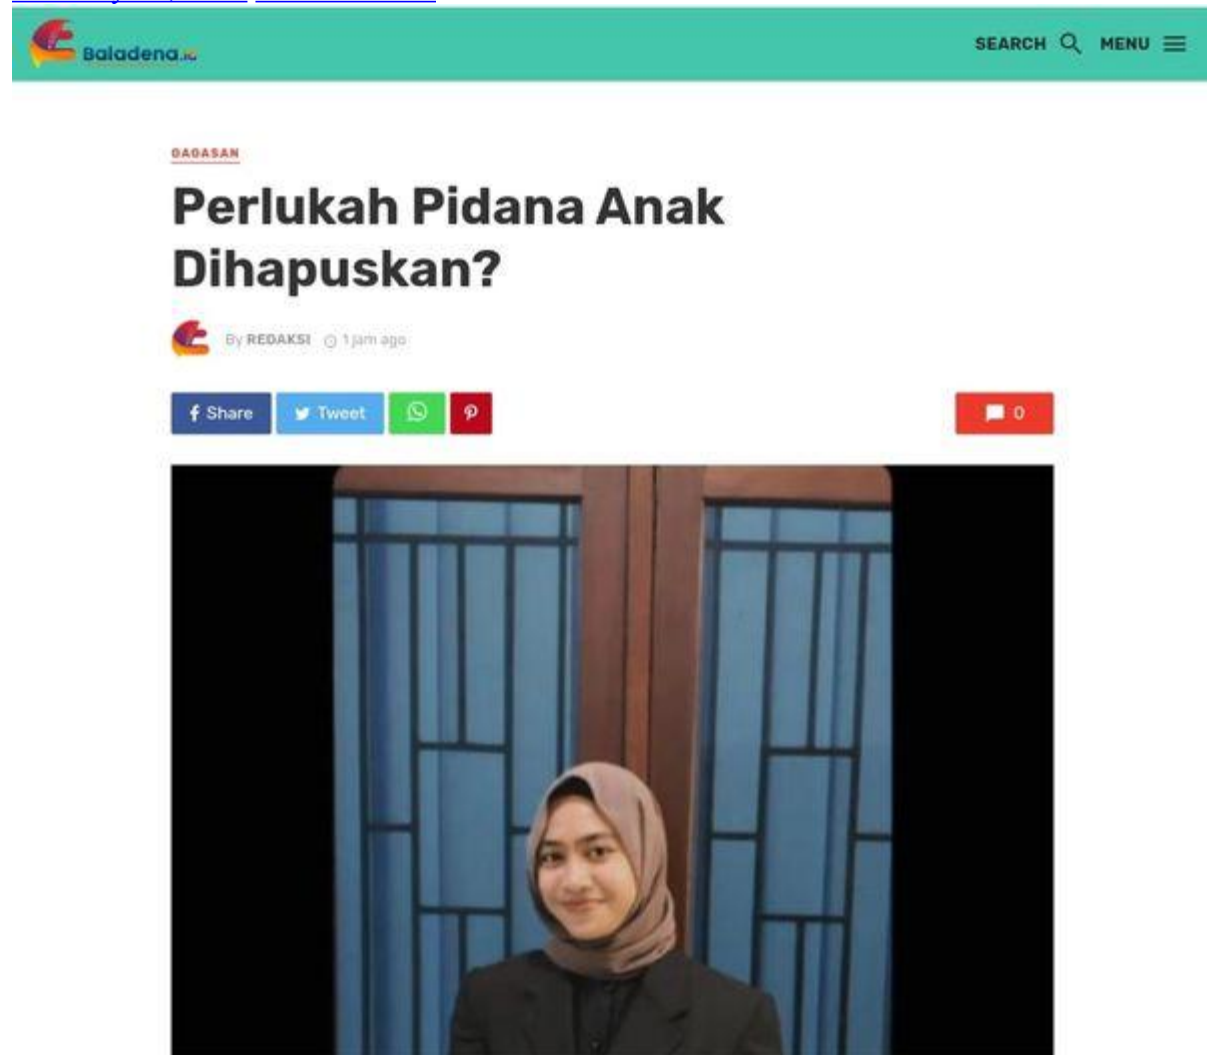 Baladena.id
SEARCH MENU
GAGASAN
Perlukah Pidana Anak
Dihapuskan?
By REDAKSI 1 jam ago
Share Tweet 0